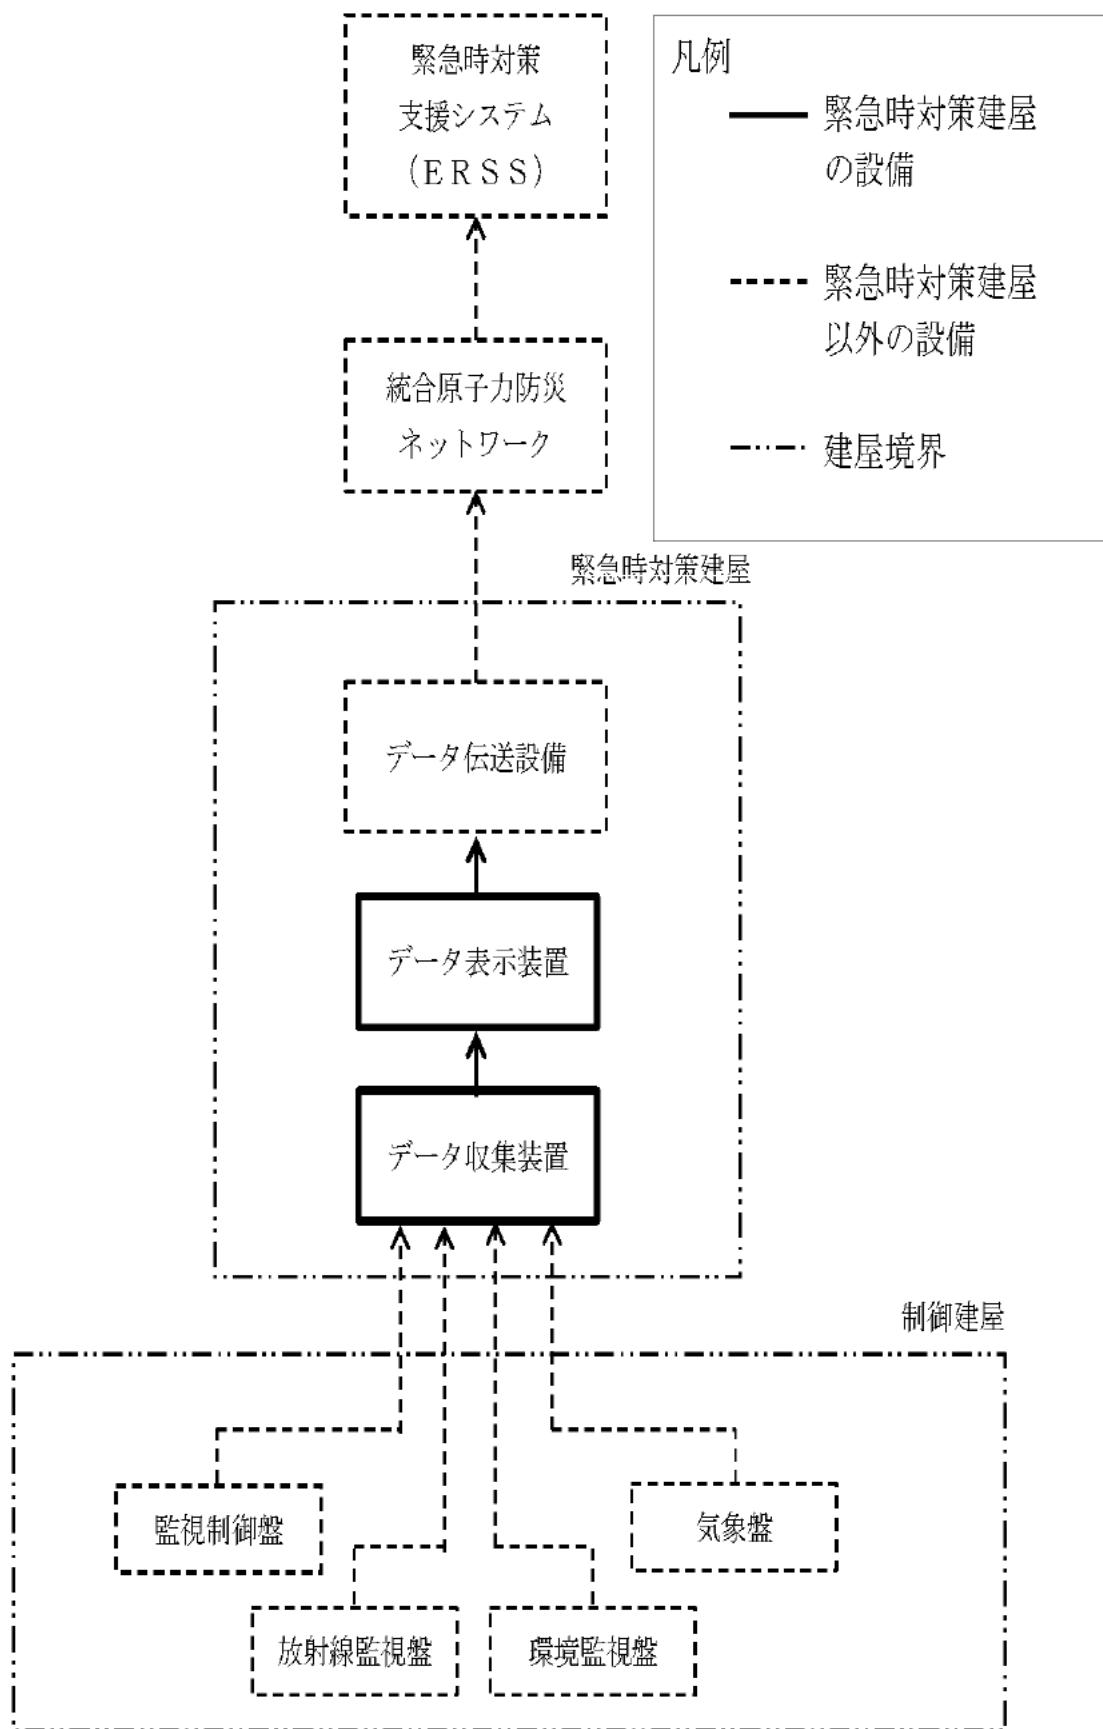 緊急時対策
支援システム
(ＥＲＳＳ)
凡例
緊急時対策建屋
の設備
緊急時対策建屋
以外の設備
建屋境界
統合原子力防災
ネットワーク
緊急時対策建屋
データ伝送設備
データ表示装置
データ収集装置
制御建屋
監視制御盤
気象盤
放射線監視盤
環境監視盤